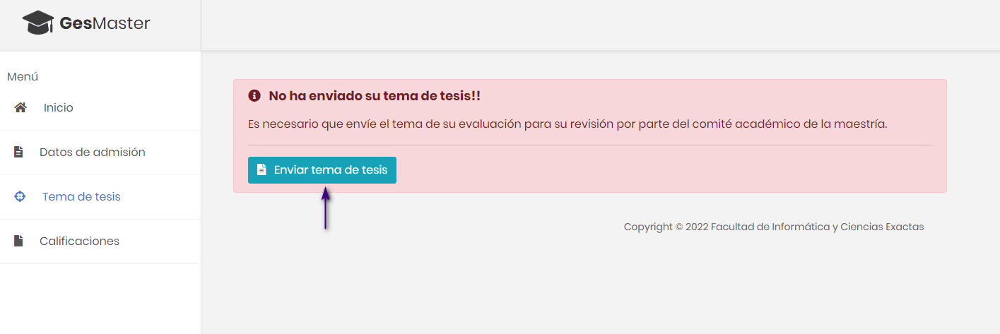 GesMaster
Menú
Inicio
Datos de admisión
Tema de tesis
Calificaciones
No ha enviado su tema de tesis!!
Es necesario que envíe el tema de su evaluación para su revisión por parte del comité académico de la maestría.
Enviar tema de tesis
Copyright © 2022 Facultad de Informática y Ciencias Exactas